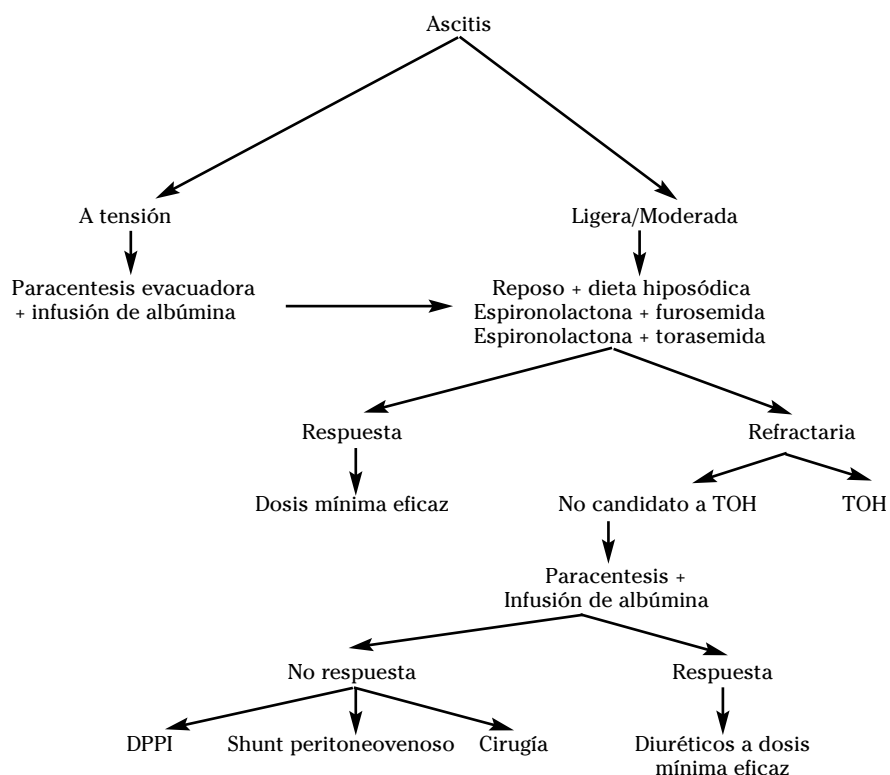 Ascitis
A tensión
Ligera/Moderada
Paracentesis evacuadora
+ infusión de albúmina
Reposo + dieta hiposódica
Espironolactona + furosemida
Espironolactona + torasemida
Respuesta
Refractaria
Dosis mínima eficaz
No candidato a TOH
TOH
Paracentesis +
Infusión de albúmina
No respuesta
Respuesta
DPPI
Shunt peritoneovenoso
Cirugía
Diuréticos a dosis
mínima eficaz